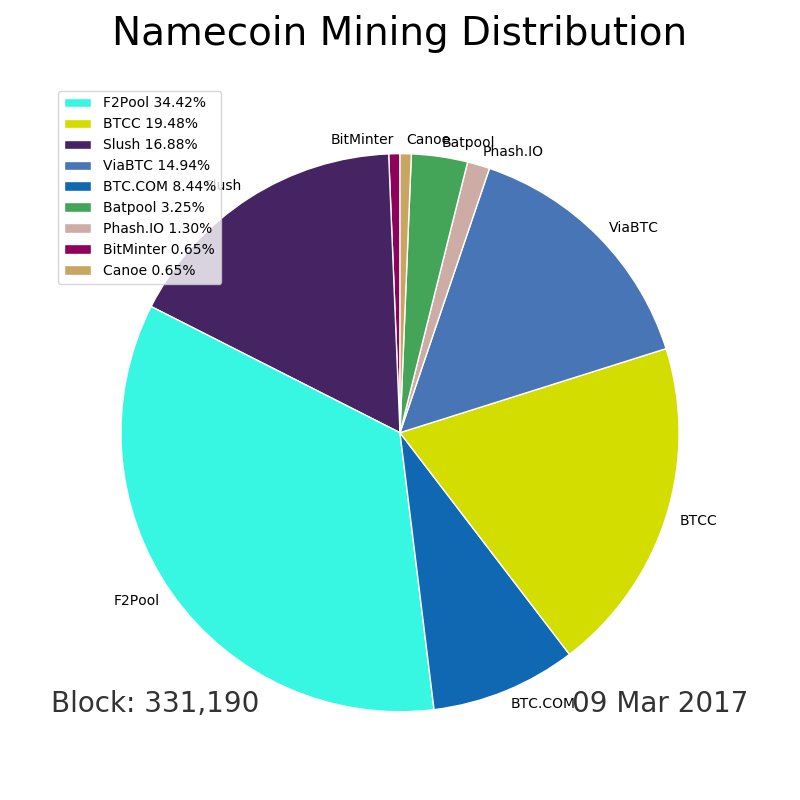 Namecoin Mining Distribution
F2Pool 34.42%
BTCC 19.48%
Slush 16.88%
ViaBTC 14.94%
BTC.COM 8.44%
Batpool 3.25%
Phash.IO 1.30%
BitMinter 0.65%
Canoe 0.65%
BitMinter
Canoe
Batpool
Phash.IO
Slush
ViaBTC
BTCC
F2Pool
BTC.COM
Block: 331,190
09 Mar 2017